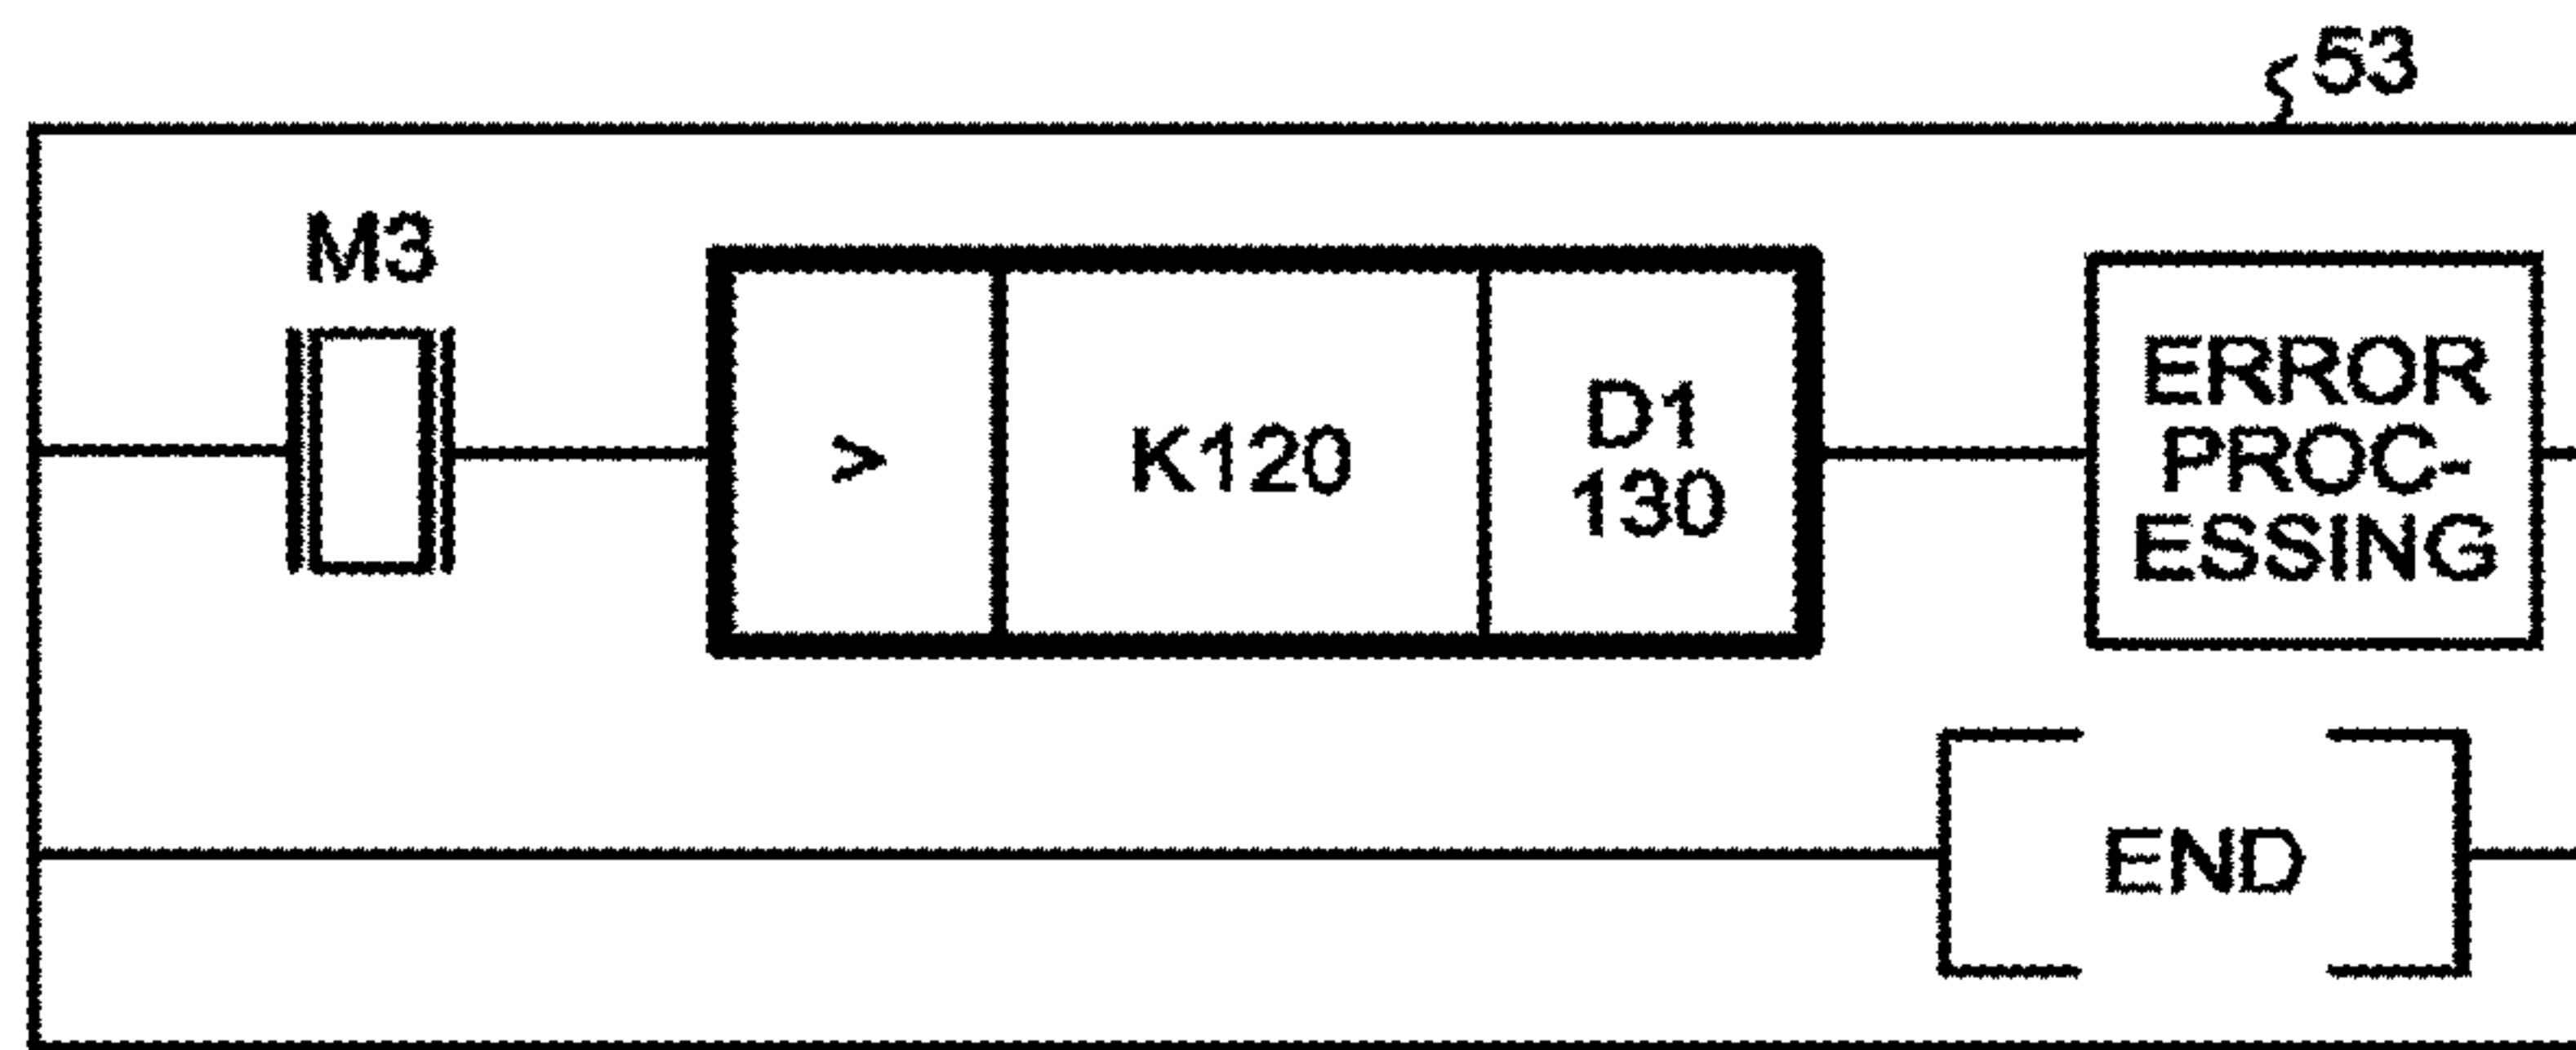 53
M3
>
K120
D1
130
ERROR
PROC-
ESSING
END